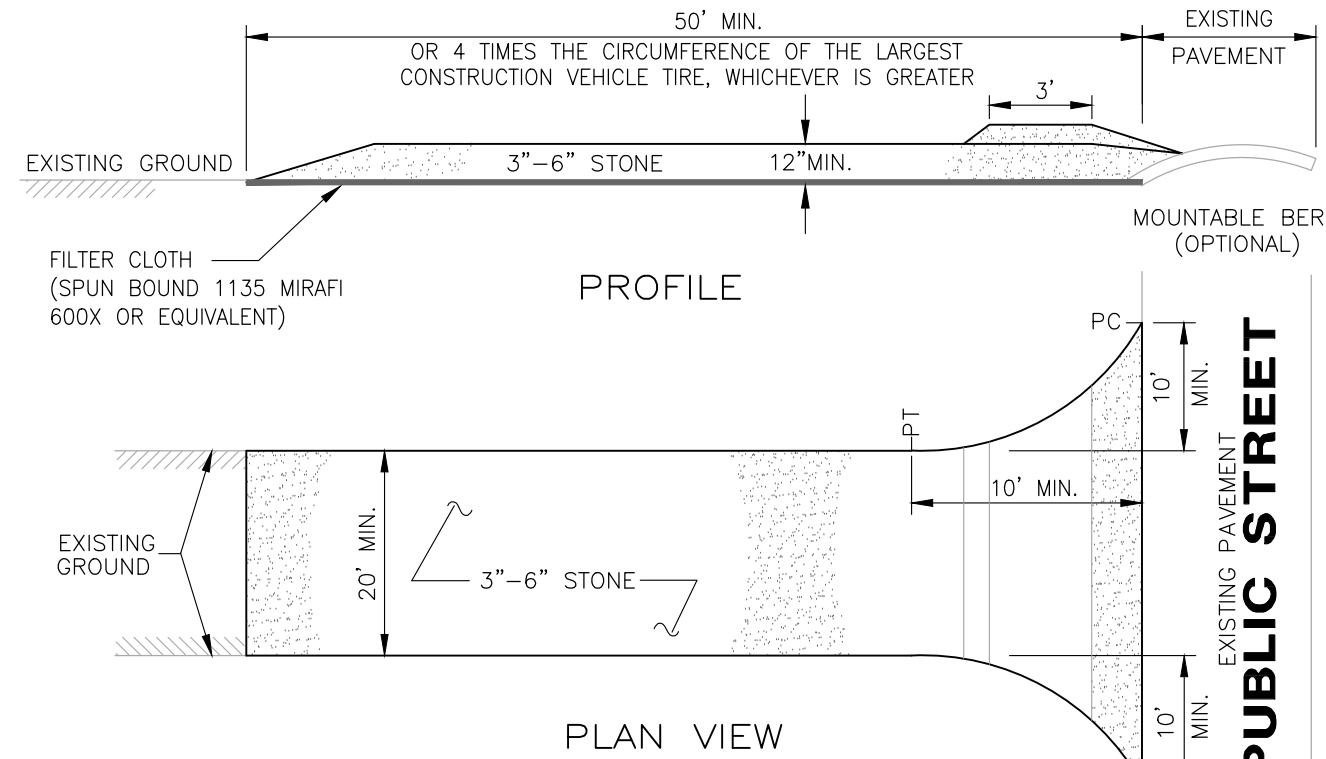 50' MIN.
OR 4 TIMES THE CIRCUMFERENCE OF THE LARGEST
CONSTRUCTION VEHICLE TIRE, WHICHEVER IS GREATER
EXISTING
PAVEMENT
3'
EXISTING GROUND
3"-6" STONE
12"MIN.
MOUNTABLE BER
(OPTIONAL)
FILTER CLOTH
(SPUN BOUND 1135 MIRAFI
600X OR EQUIVALENT)
PROFILE
PC
10'
MIN.
PT
10' MIN.
EXISTING
GROUND
20' MIN.
3"-6" STONE
EXISTING PAVEMENT
PUBLIC STREET
10'
MIN.
PLAN VIEW